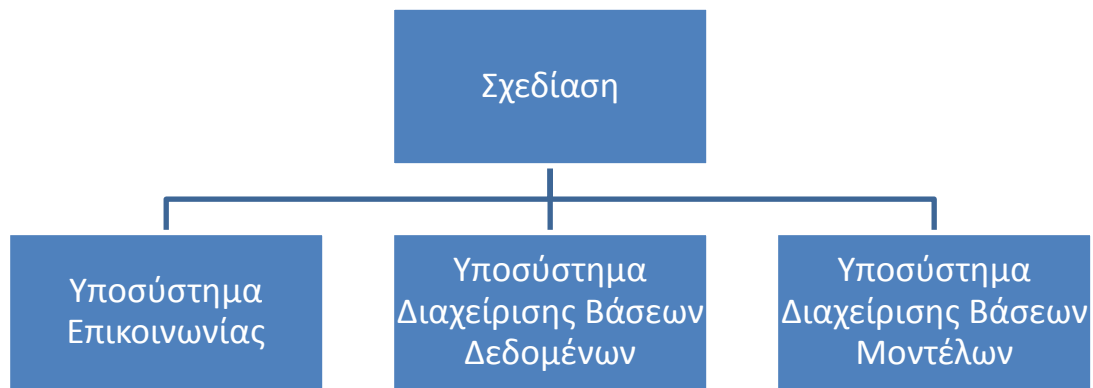 Σχεδίαση
Υποσύστημα
Επικοινωνίας
Υποσύστημα
Διαχείρισης Βάσεων
Δεδομένων
Υποσύστημα
Διαχείρισης Βάσεων
Μοντέλων